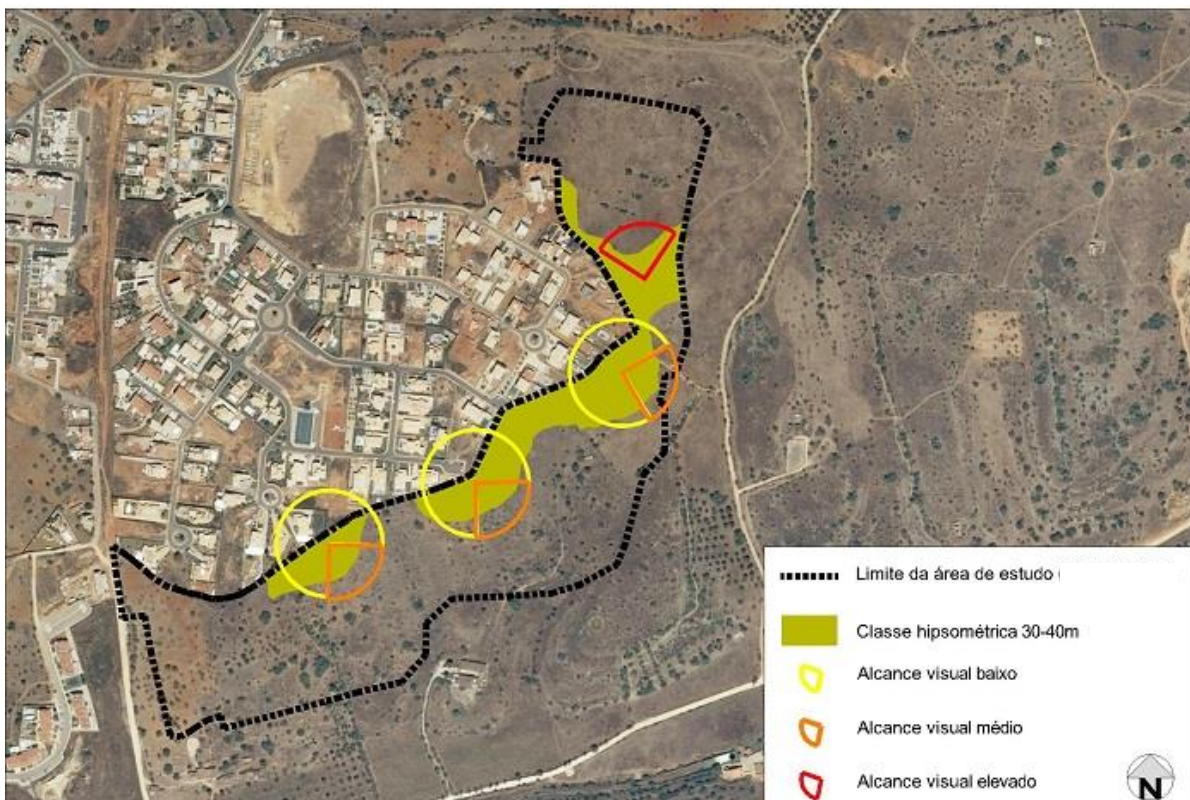 Limite da área de estudo (
Classe hipsométrica 30-40m
Alcance visual baixo
Alcance visual médio
Alcance visual elevado
N